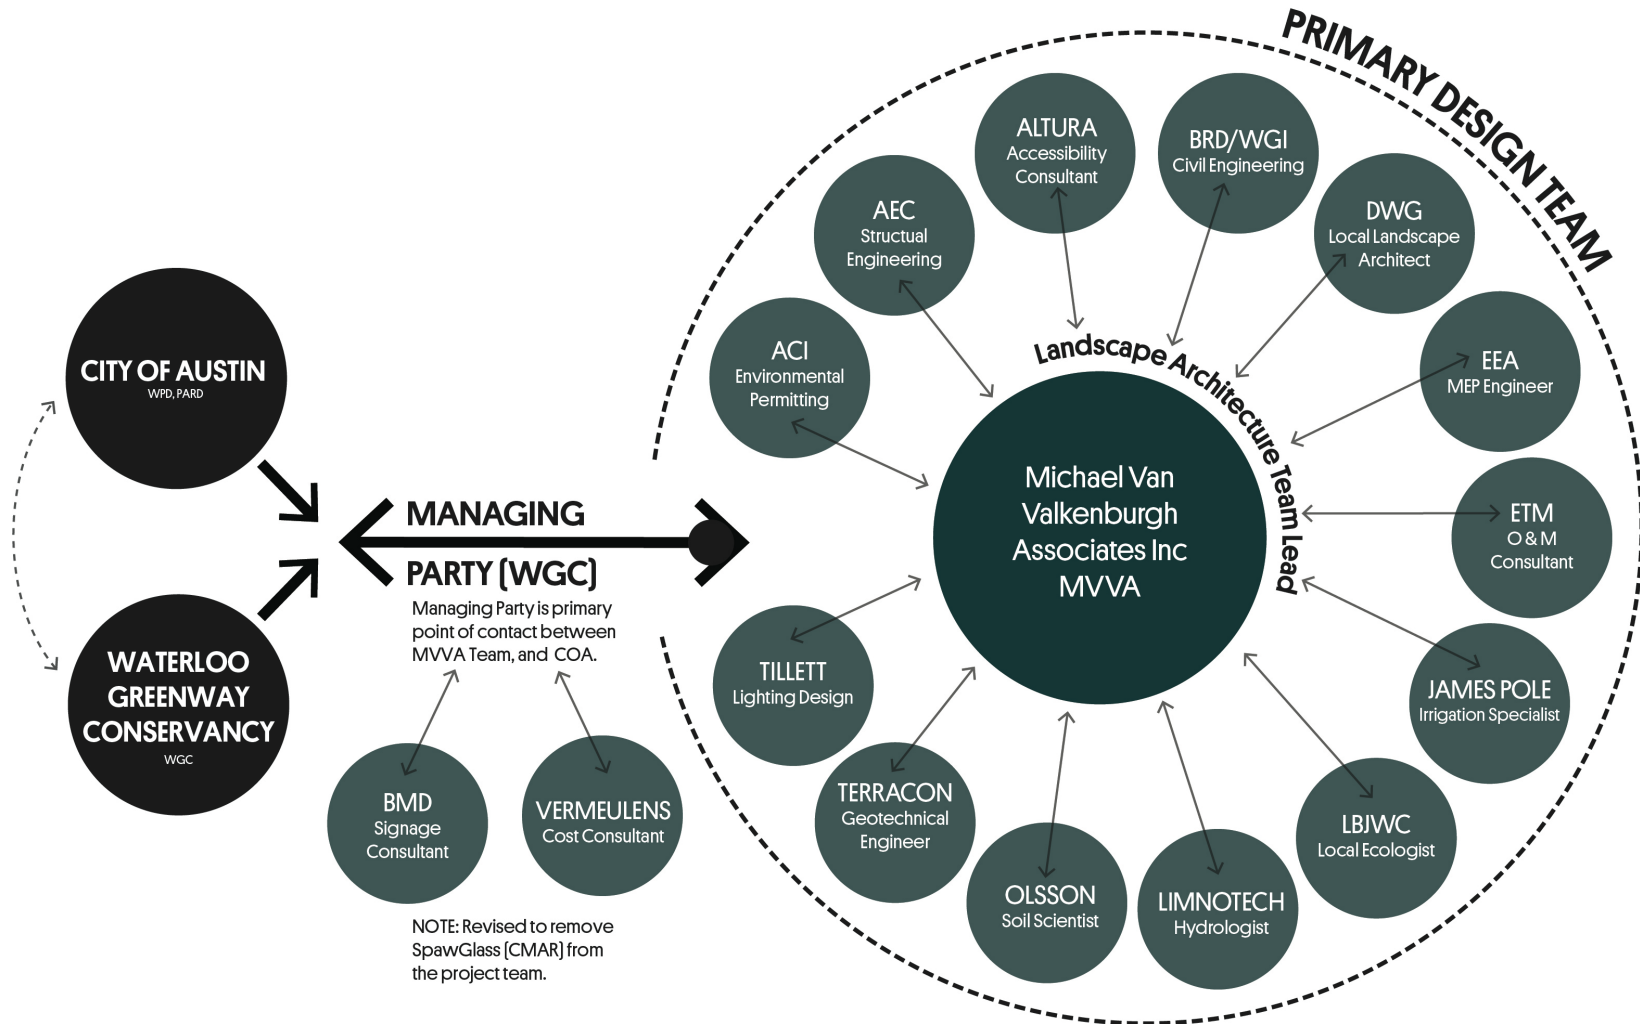 PRIMARY DESIGN TEAM
CITY OF AUSTIN
WPD, PARD
WATERLOO
GREENWAY
CONSERVANCY
WGC
MANAGING
PARTY (WGC)
Managing Party is primary
point of contact between
MVVA Team, and COA.
BMD
Signage
Consultant
VERMEULENS
Cost Consultant
NOTE: Revised to remove
SpawGlass (CMAR) from
the project team.
Landscape Architecture Team Lead
Michael Van
Valkenburgh
Associates Inc
MVVA
ACI
Environmental
Permitting
AEC
Structual
Engineering
ALTURA
Accessibility
Consultant
BRD/WGI
Civil Engineering
DWG
Local Landscape
Architect
EEA
MEP Engineer
ETM
O & M
Consultant
JAMES POLE
Irrigation Specialist
LBJWC
Local Ecologist
LIMNOTECH
Hydrologist
OLSSON
Soil Scientist
TERRACON
Geotechnical
Engineer
TILLETT
Lighting Design